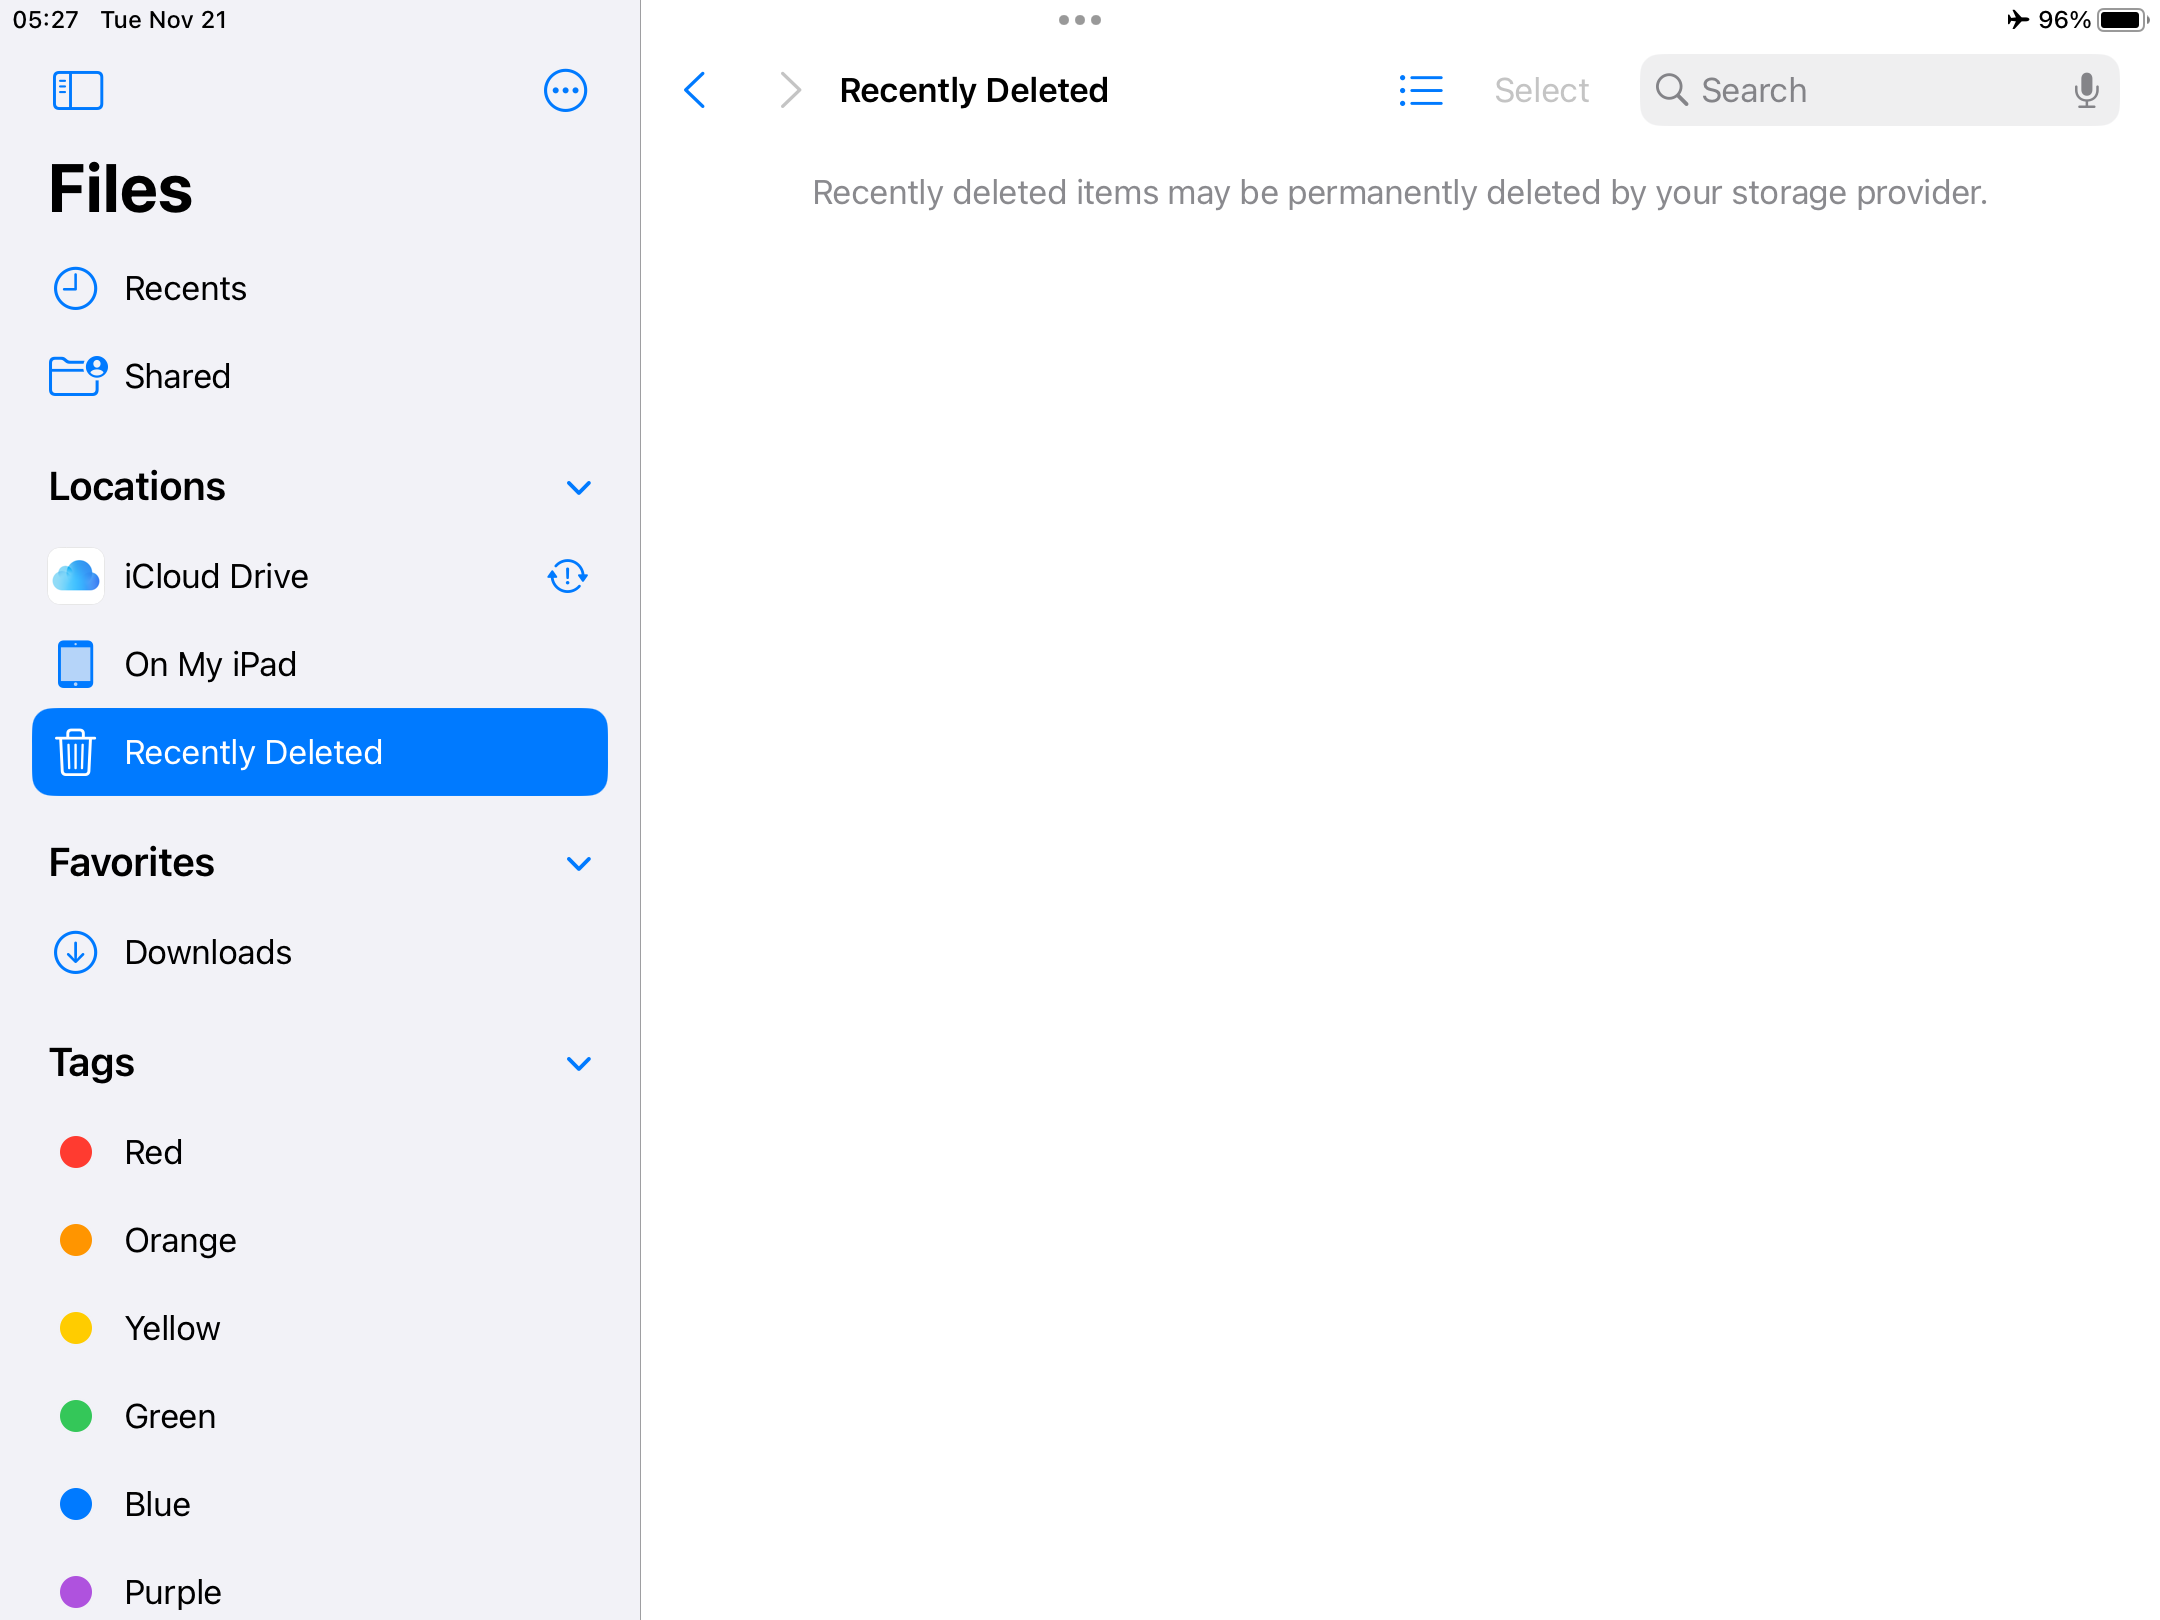 05:27 Tue Nov 21
96%
Files
Recents
Shared
Locations
iCloud Drive
On My iPad
Recently Deleted
Favorites
Downloads
Tags
Red
Orange
Yellow
Green
Blue
Purple
Recently Deleted
Select
Search
Recently deleted items may be permanently deleted by your storage provider.